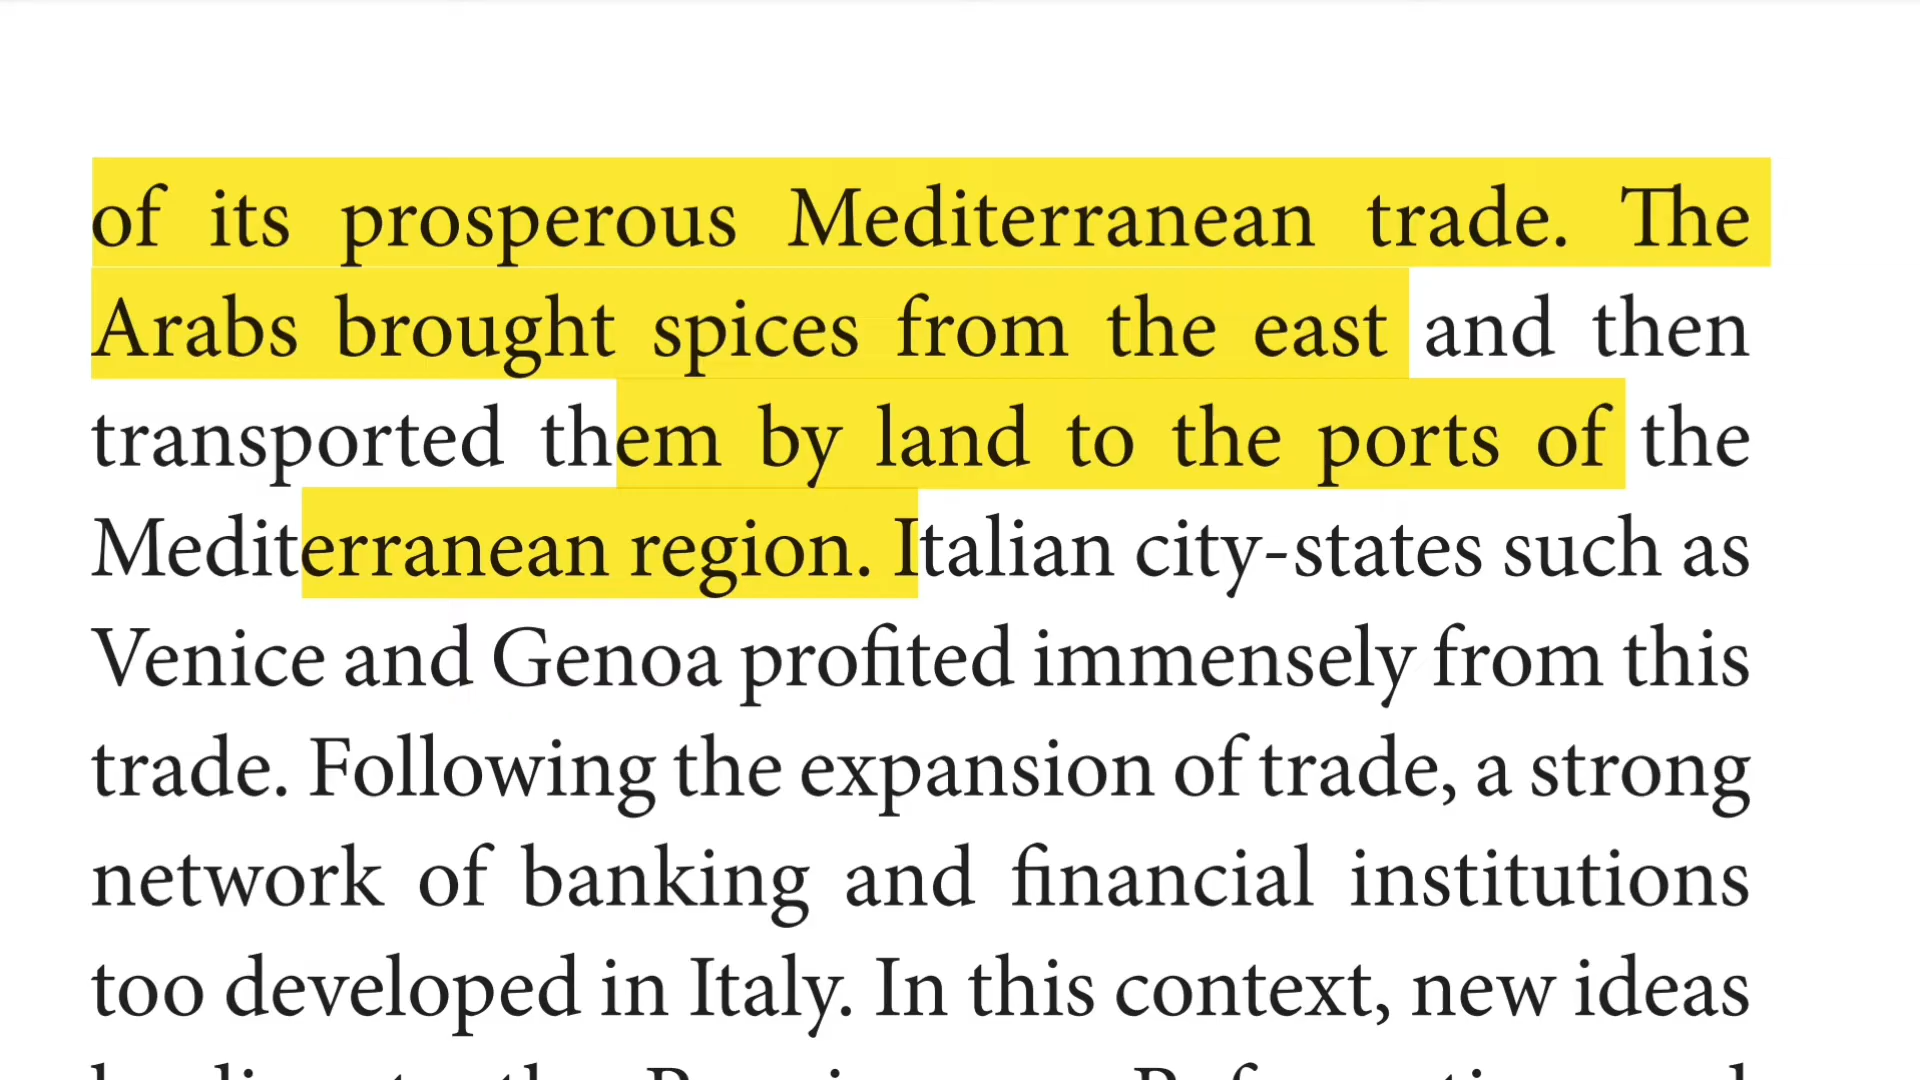 of its prosperous Mediterranean trade. The
Arabs brought spices from the east and then
transported them by land to the ports of the
Mediterranean region. Italian city-states such as
Venice and Genoa profited immensely from this
trade. Following the expansion of trade, a strong
network of banking and financial institutions
too developed in Italy. In this context, new ideas